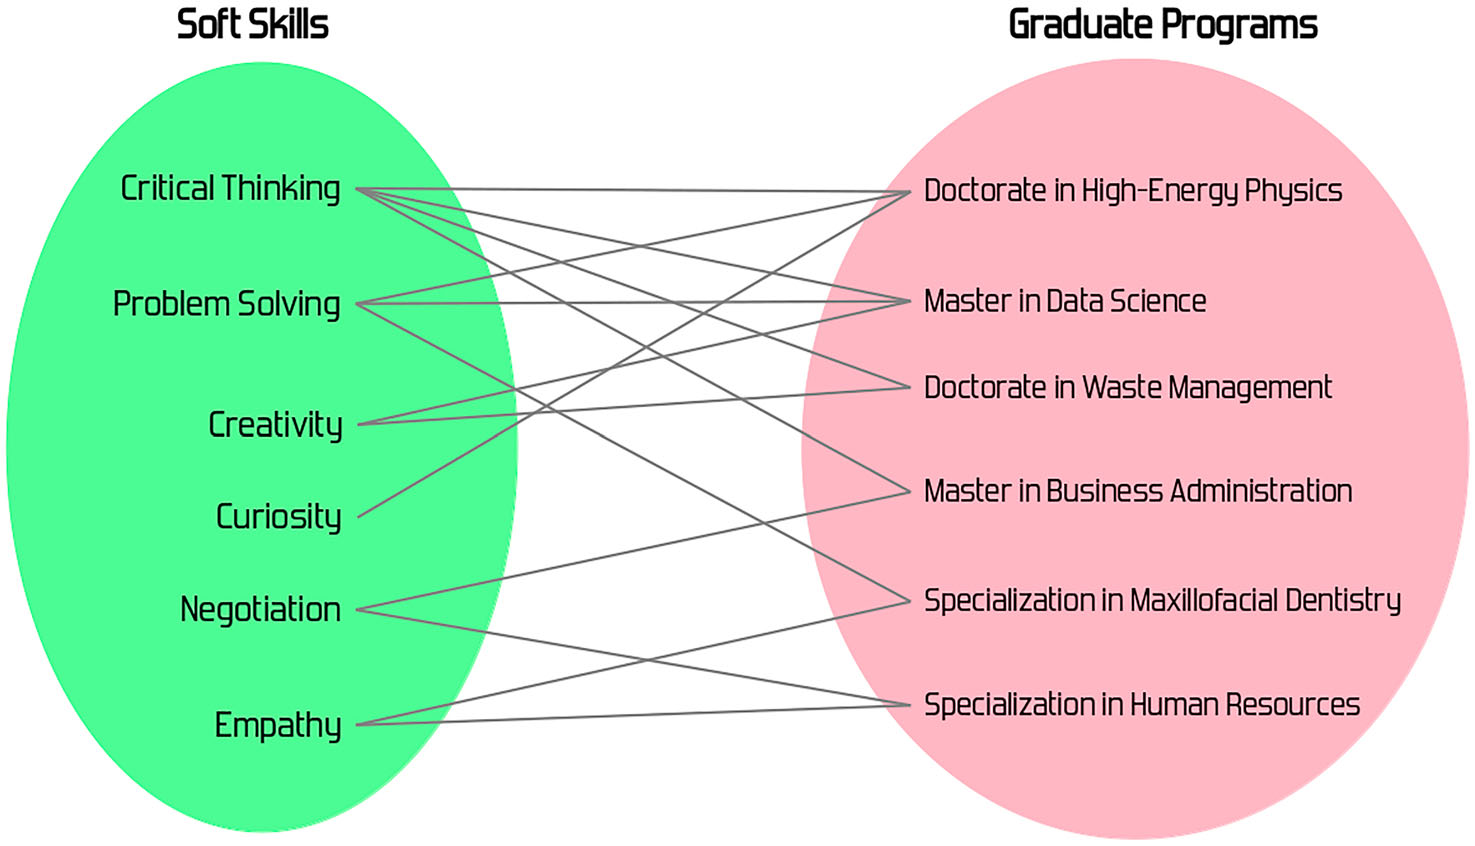 Soft Skills
Graduate Programs
Critical Thinking
Problem Solving
Creativity
Curiosity
Negotiation
Empathy
Doctorate in High-Energy Physics
Master in Data Science
Doctorate in Waste Management
Master in Business Administration
Specialization in Maxillofacial Dentistry
Specialization in Human Resources